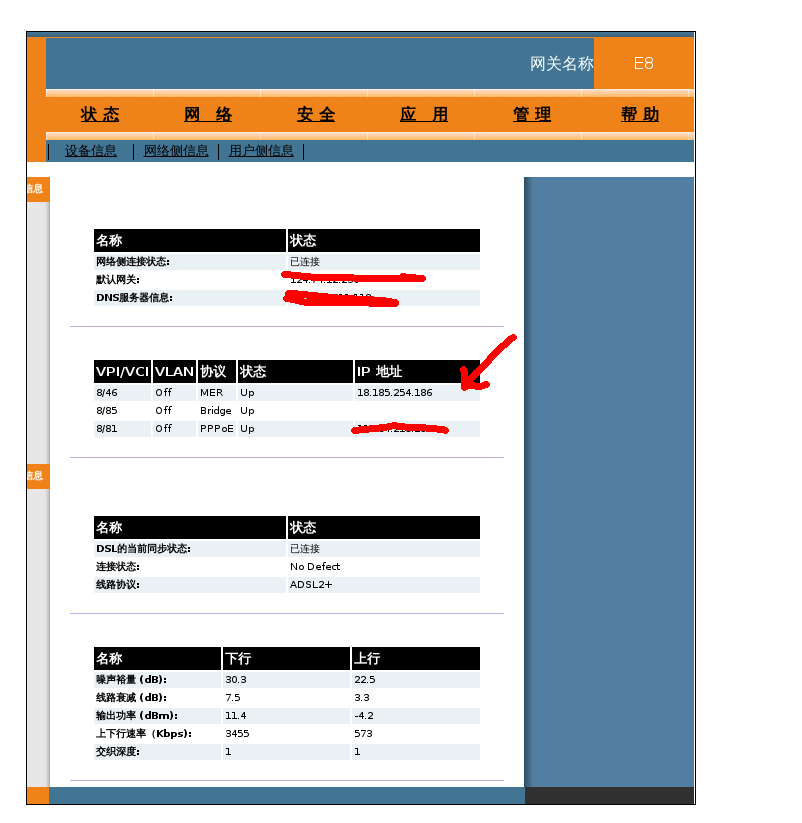 网关名称 E8
状态 网络 安全 应用 管理 帮助
设备信息 网络侧信息 用户侧信息
信息
名称 状态
网络侧连接状态: 已连接
默认网关:
DNS服务器信息:
VPI/VCI VLAN 协议 状态 IP 地址
8/46 Off MER Up 18.185.254.186
8/85 Off Bridge Up
8/81 Off PPPoE Up
信息
名称 状态
DSL的当前同步状态: 已连接
连接状态: No Defect
线路协议: ADSL2+
名称 下行 上行
噪声裕量 (dB): 30.3 22.5
线路衰减 (dB): 7.5 3.3
输出功率 (dBm): 11.4 -4.2
上下行速率（Kbps): 3455 573
交织深度: 1 1